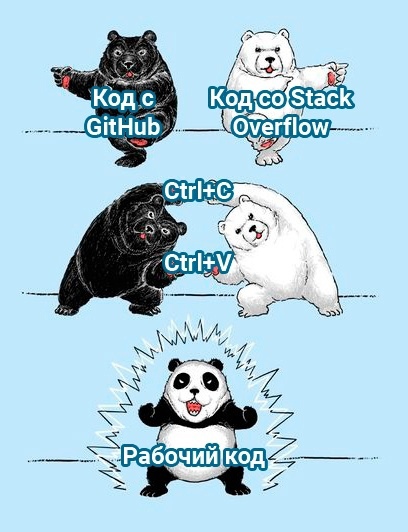 Код с
GitHub
Код со Stack
Overflow
Ctrl+C
Ctrl+V
Рабочий код